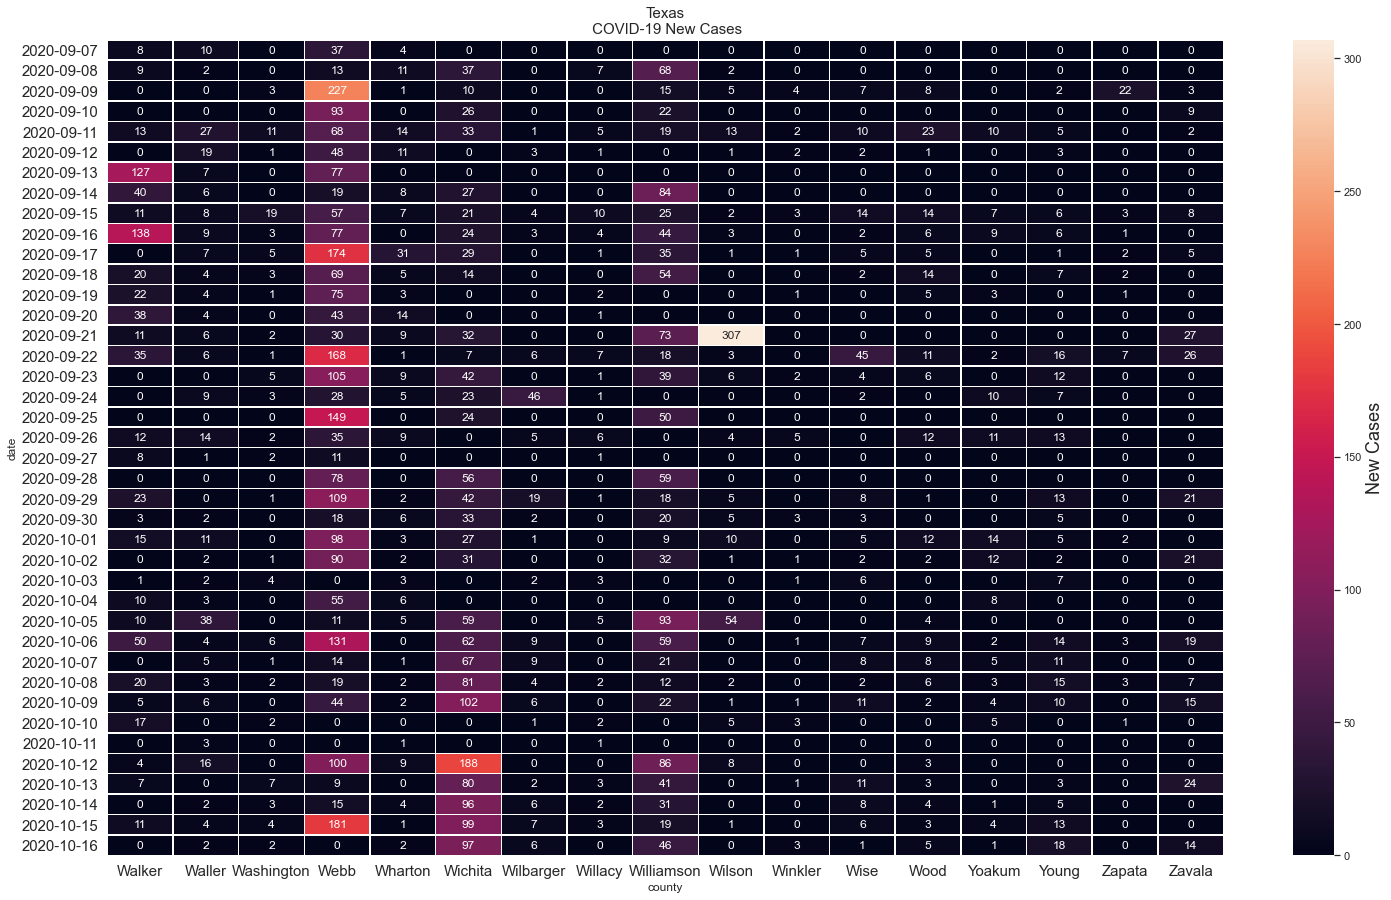 Texas
COVID-19 New Cases
2020-09-07 8 10 0 37 4 0 0 0 0 0 0 0 0 0 0 0 0
2020-09-08 9 2 0 13 11 37 0 7 68 2 0 0 0 0 0 0 0
2020-09-09 0 0 3 227 1 10 0 0 15 5 4 7 8 0 2 22 3
2020-09-10 0 0 0 93 0 26 0 0 22 0 0 0 0 0 0 0 9
2020-09-11 13 27 11 68 14 33 1 5 19 13 2 10 23 10 5 0 2
2020-09-12 0 19 1 48 11 0 3 1 0 1 2 2 1 0 3 0 0
2020-09-13 127 7 0 77 0 0 0 0 0 0 0 0 0 0 0 0 0
2020-09-14 40 6 0 19 8 27 0 0 84 0 0 0 0 0 0 0 0
2020-09-15 11 8 19 57 7 21 4 10 25 2 3 14 14 7 6 3 8
2020-09-16 138 9 3 77 0 24 3 4 44 3 0 2 6 9 6 1 0
2020-09-17 0 7 5 174 31 29 0 1 35 1 1 5 5 0 1 2 5
2020-09-18 20 4 3 69 5 14 0 0 54 0 0 2 14 0 7 2 0
2020-09-19 22 4 1 75 3 0 0 2 0 0 1 0 5 3 0 1 0
2020-09-20 38 4 0 43 14 0 0 1 0 0 0 0 0 0 0 0 0
2020-09-21 11 6 2 30 9 32 0 0 73 307 0 0 0 0 0 0 27
2020-09-22 35 6 1 168 1 7 6 7 18 3 0 45 11 2 16 7 26
2020-09-23 0 0 5 105 9 42 0 1 39 6 2 4 6 0 12 0 0
2020-09-24 0 9 3 28 5 23 46 1 0 0 0 2 0 10 7 0 0
2020-09-25 0 0 0 149 0 24 0 0 50 0 0 0 0 0 0 0 0
2020-09-26 12 14 2 35 9 0 5 6 0 4 5 0 12 11 13 0 0
2020-09-27 8 1 2 11 0 0 0 1 0 0 0 0 0 0 0 0 0
2020-09-28 0 0 0 78 0 56 0 0 59 0 0 0 0 0 0 0 0
2020-09-29 23 0 1 109 2 42 19 1 18 5 0 8 1 0 13 0 21
2020-09-30 3 2 0 18 6 33 2 0 20 5 3 3 0 0 5 0 0
2020-10-01 15 11 0 98 3 27 1 0 9 10 0 5 12 14 5 2 0
2020-10-02 0 2 1 90 2 31 0 0 32 1 1 2 2 12 2 0 21
2020-10-03 1 2 4 0 3 0 2 3 0 0 1 6 0 0 7 0 0
2020-10-04 10 3 0 55 6 0 0 0 0 0 0 0 0 8 0 0 0
2020-10-05 10 38 0 11 5 59 0 5 93 54 0 0 4 0 0 0 0
2020-10-06 50 4 6 131 0 62 9 0 59 0 1 7 9 2 14 3 19
2020-10-07 0 5 1 14 1 67 9 0 21 0 0 8 8 5 11 0 0
2020-10-08 20 3 2 19 2 81 4 2 12 2 0 2 6 3 15 3 7
2020-10-09 5 6 0 44 2 102 6 0 22 1 1 11 2 4 10 0 15
2020-10-10 17 0 2 0 0 0 1 2 0 5 3 0 0 5 0 1 0
2020-10-11 0 3 0 0 1 0 0 1 0 0 0 0 0 0 0 0 0
2020-10-12 4 16 0 100 9 188 0 0 86 8 0 0 3 0 0 0 0
2020-10-13 7 0 7 9 0 80 2 3 41 0 1 11 3 0 3 0 24
2020-10-14 0 2 3 15 4 96 6 2 31 0 0 8 4 1 5 0 0
2020-10-15 11 4 4 181 1 99 7 3 19 1 0 6 3 4 13 0 0
2020-10-16 0 2 2 0 2 97 6 0 46 0 3 1 5 1 18 0 14
Walker Waller Washington Webb Wharton Wichita Wilbarger Willacy Williamson Wilson Winkler Wise Wood Yoakum Young Zapata Zavala
county
date
300
250
200
150
100
50
0
New Cases